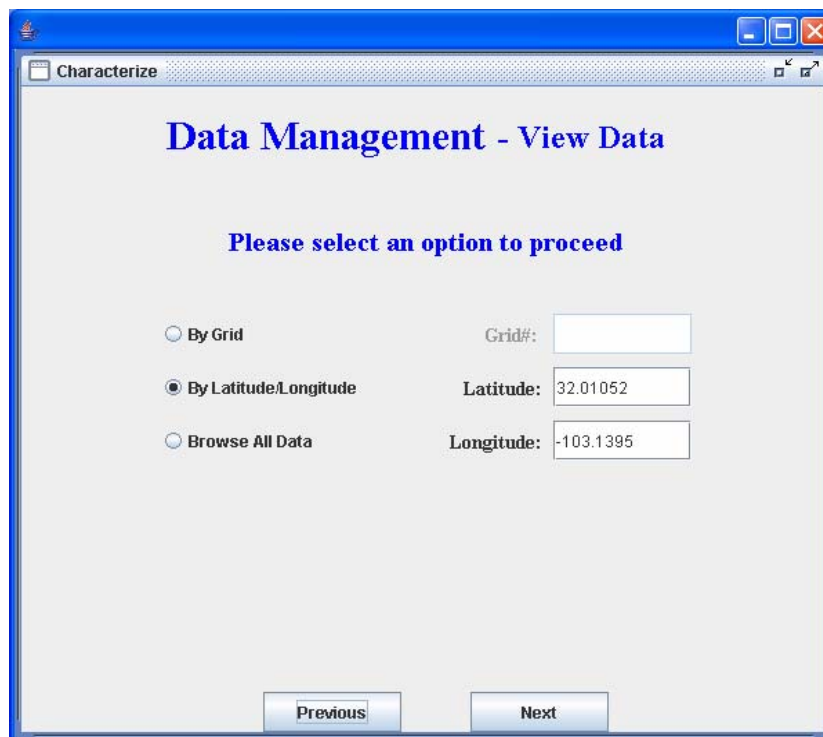 Characterize
Data Management - View Data
Please select an option to proceed
By Grid Grid#:
By Latitude/Longitude Latitude: 32.01052
Browse All Data Longitude: -103.1395
Previous Next